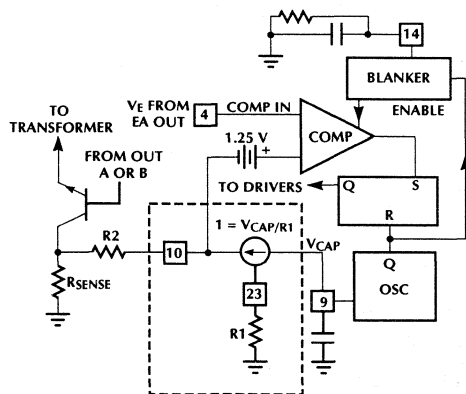 14
BLANKER
ENABLE
TO
TRANSFORMER
VE FROM
EA OUT
4
COMP IN
COMP
1.25 V
+
FROM OUT
A OR B
TO DRIVERS
Q
S
R
R2
10
1 = VCAP/R1
VCAP
Q
OSC
9
23
RSENSE
R1